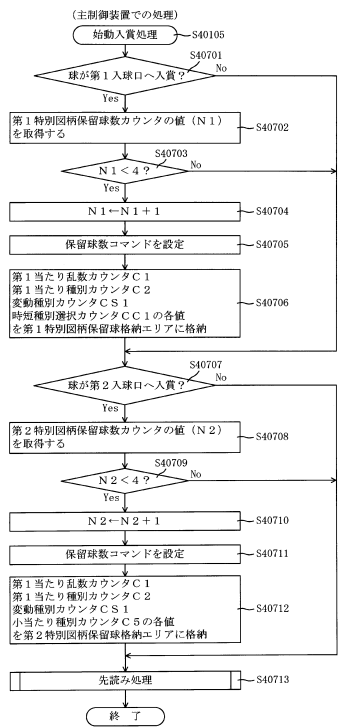 （主制御装置での処理）
始動入賞処理
S40105
S40701
球が第１入球口へ入賞？
No
Yes
第１特別図柄保留球数カウンタの値（Ｎ１）
を取得する
S40702
S40703
Ｎ１＜４？
No
Yes
Ｎ１←Ｎ１＋１
S40704
保留球数コマンドを設定
S40705
第１当たり乱数カウンタＣ１
第１当たり種別カウンタＣ２
変動種別カウンタＣＳ１
時短種別選択カウンタＣＣ１の各値
を第１特別図柄保留球格納エリアに格納
S40706
S40707
球が第２入球口へ入賞？
No
Yes
第２特別図柄保留球数カウンタの値（Ｎ２）
を取得する
S40708
S40709
Ｎ２＜４？
No
Yes
Ｎ２←Ｎ２＋１
S40710
保留球数コマンドを設定
S40711
第１当たり乱数カウンタＣ１
第１当たり種別カウンタＣ２
変動種別カウンタＣＳ１
小当たり種別カウンタＣ５の各値
を第２特別図柄保留球格納エリアに格納
S40712
先読み処理
S40713
終　了